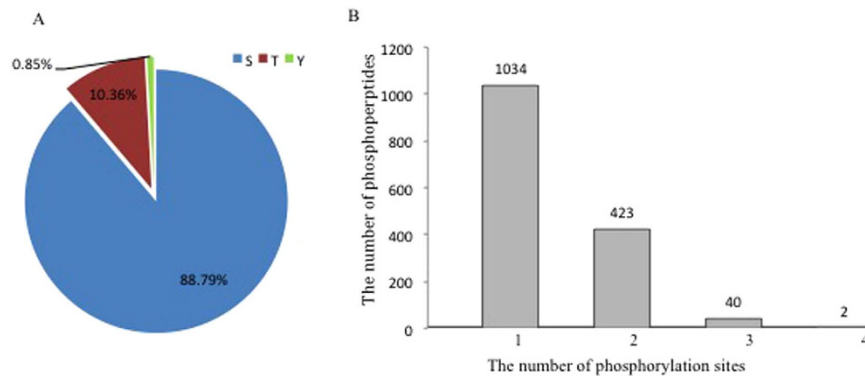 A
0.85%
S T Y
10.36%
88.79%
B
The number of phosphoperptides
1200
1000
800
600
400
200
0
1034
423
40
2
1 2 3 4
The number of phosphorylation sites